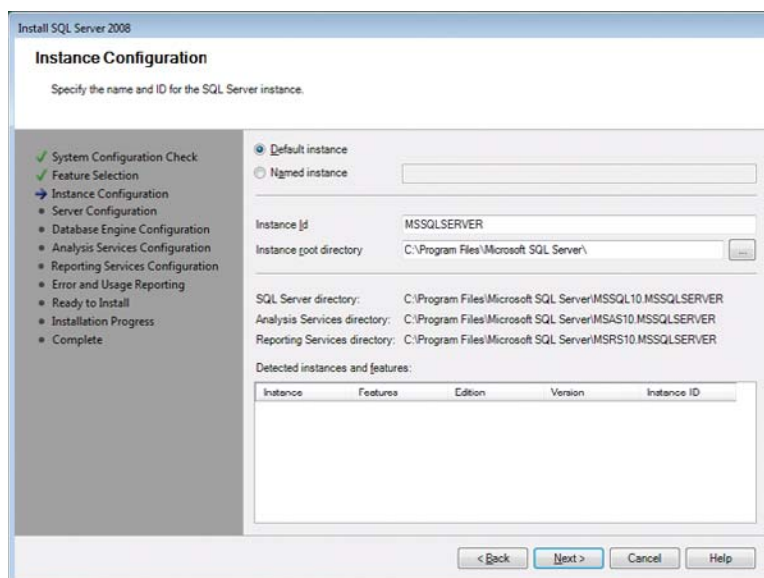 Install SQL Server 2008
Instance Configuration
Specify the name and ID for the SQL Server instance.
System Configuration Check
Feature Selection
Instance Configuration
Server Configuration
Database Engine Configuration
Analysis Services Configuration
Reporting Services Configuration
Error and Usage Reporting
Ready to Install
Installation Progress
Complete
Default instance
Named instance
Instance Id MSSQLSERVER
Instance root directory C:\Program Files\Microsoft SQL Server\ ...
SQL Server directory: C:\Program Files\Microsoft SQL Server\MSSQL10.MSSQLSERVER
Analysis Services directory: C:\Program Files\Microsoft SQL Server\MSAS10.MSSQLSERVER
Reporting Services directory: C:\Program Files\Microsoft SQL Server\MSRS10.MSSQLSERVER
Detected instances and features:
Instance Features Edition Version Instance ID
< Back Next > Cancel Help